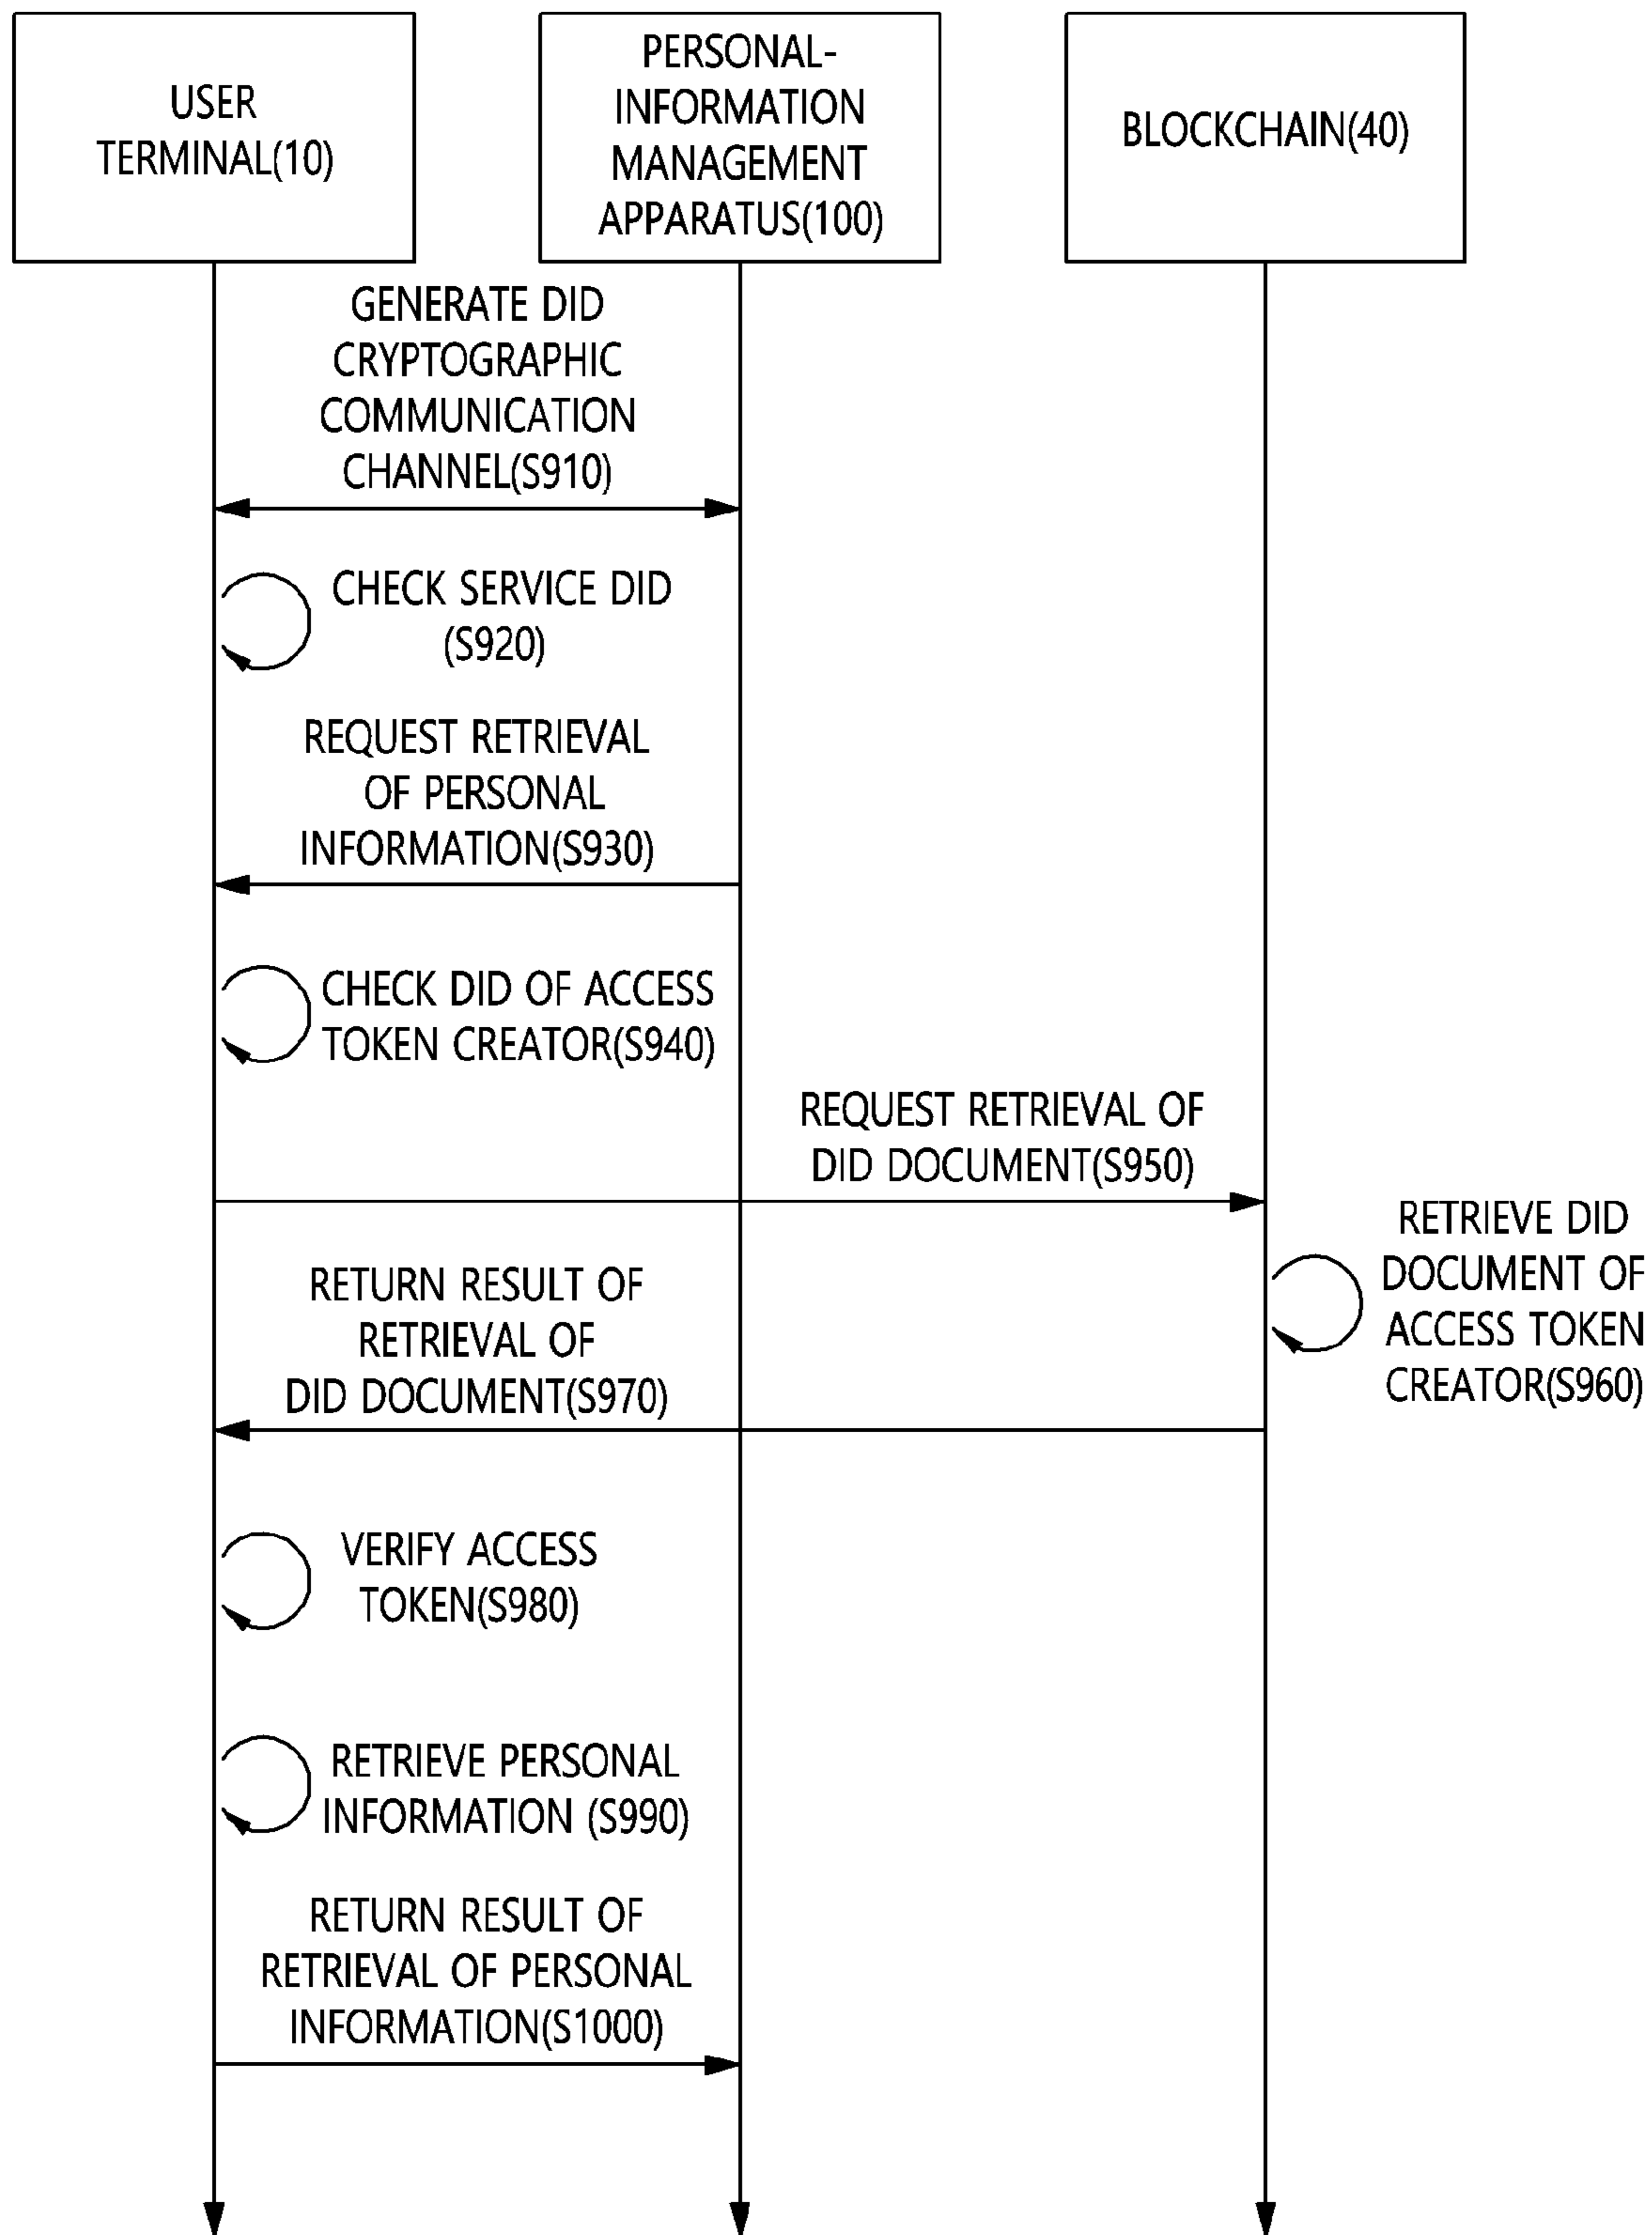 USER
TERMINAL(10)
PERSONAL-
INFORMATION
MANAGEMENT
APPARATUS(100)
BLOCKCHAIN(40)
GENERATE DID
CRYPTOGRAPHIC
COMMUNICATION
CHANNEL(S910)
CHECK SERVICE DID
(S920)
REQUEST RETRIEVAL
OF PERSONAL
INFORMATION(S930)
CHECK DID OF ACCESS
TOKEN CREATOR(S940)
REQUEST RETRIEVAL OF
DID DOCUMENT(S950)
RETRIEVE DID
DOCUMENT OF
ACCESS TOKEN
CREATOR(S960)
RETURN RESULT OF
RETRIEVAL OF
DID DOCUMENT(S970)
VERIFY ACCESS
TOKEN(S980)
RETRIEVE PERSONAL
INFORMATION (S990)
RETURN RESULT OF
RETRIEVAL OF PERSONAL
INFORMATION(S1000)